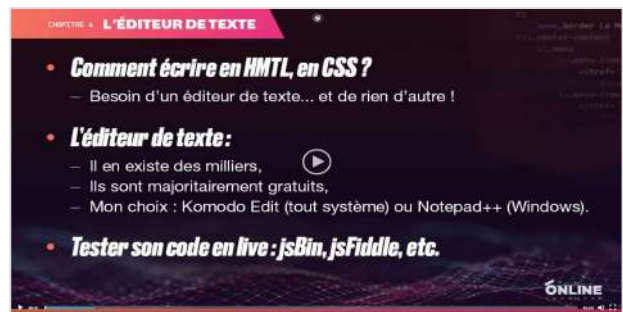 CHAPITRE 4 L'ÉDITEUR DE TEXTE
• Comment écrire en HMTL, en CSS ?
– Besoin d'un éditeur de texte... et de rien d'autre !
• L'éditeur de texte :
– Il en existe des milliers,
– Ils sont majoritairement gratuits,
– Mon choix : Komodo Edit (tout système) ou Notepad++ (Windows).
• Tester son code en live : jsBin, jsFiddle, etc.
ONLINE